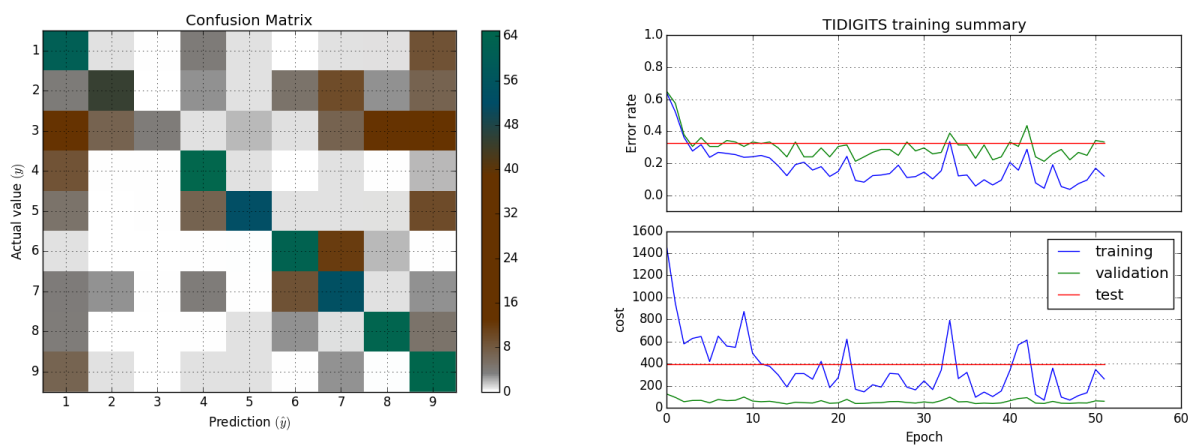 Confusion Matrix
Actual value (y)
1
2
3
4
5
6
7
8
9
1 2 3 4 5 6 7 8 9
Prediction (ŷ)
64
56
48
40
32
24
16
8
0
TIDIGITS training summary
Error rate
1.0
0.8
0.6
0.4
0.2
0.0
cost
1600
1400
1200
1000
800
600
400
200
0
training
validation
test
0 10 20 30 40 50 60
Epoch